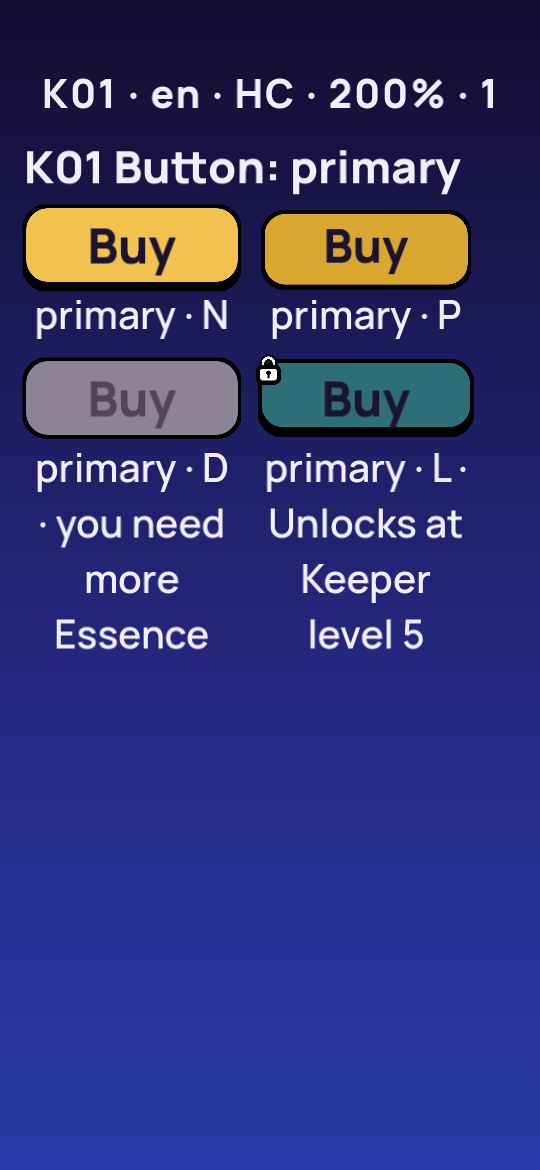 K01 · en · HC · 200% · 1
K01 Button: primary
Buy
Buy
primary · N
primary · P
Buy
Buy
primary · D
· you need
more
Essence
primary · L ·
Unlocks at
Keeper
level 5